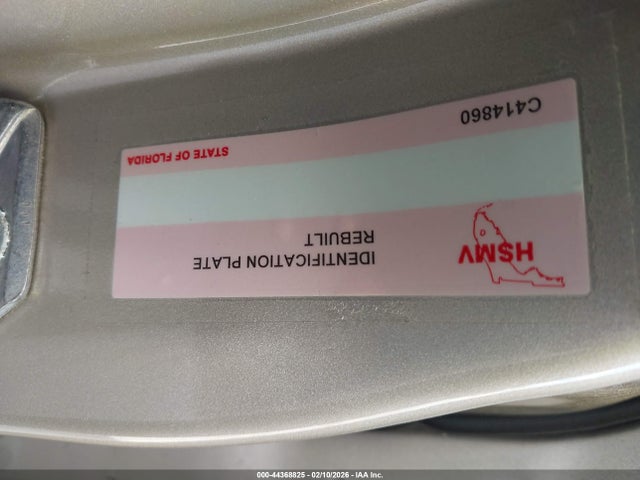 HSMV
IDENTIFICATION PLATE
REBUILT
STATE OF FLORIDA
C414860
000-44368825 - 02/10/2026 - IAA Inc.